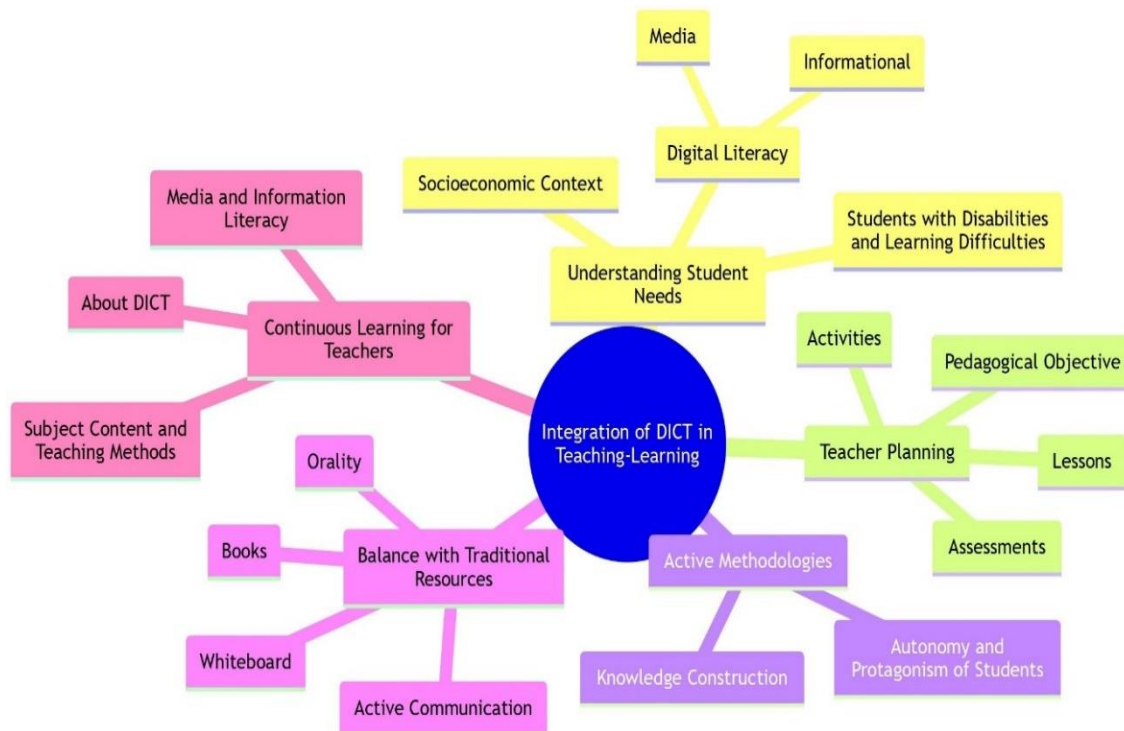 Media
Informational
Digital Literacy
Socioeconomic Context
Students with Disabilities
and Learning Difficulties
Understanding Student
Needs
Media and Information
Literacy
About DICT
Continuous Learning for
Teachers
Subject Content and
Teaching Methods
Integration of DICT in
Teaching-Learning
Activities
Pedagogical Objective
Teacher Planning
Lessons
Assessments
Orality
Books
Balance with Traditional
Resources
Whiteboard
Active Communication
Active Methodologies
Knowledge Construction
Autonomy and
Protagonism of Students